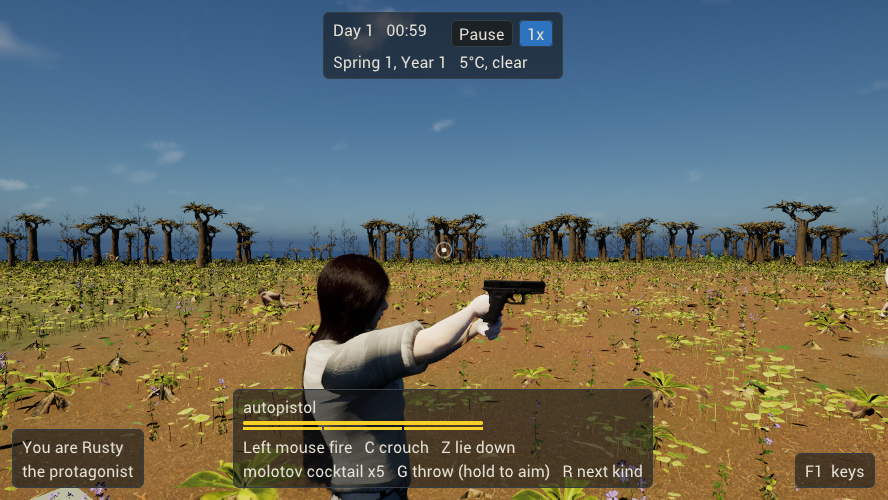 Day 1 00:59 Pause 1x
Spring 1, Year 1 5°C, clear
autopistol
Left mouse fire C crouch Z lie down
molotov cocktail x5 G throw (hold to aim) R next kind
You are Rusty
the protagonist
F1 keys